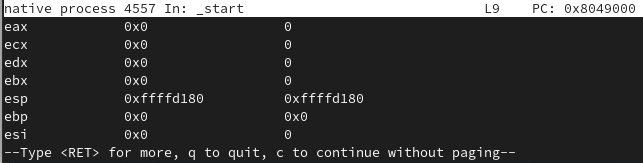 native process 4557 In: _start L9 PC: 0x8049000
eax 0x0 0
ecx 0x0 0
edx 0x0 0
ebx 0x0 0
esp 0xffffd180 0xffffd180
ebp 0x0 0x0
esi 0x0 0
--Type <RET> for more, q to quit, c to continue without paging--